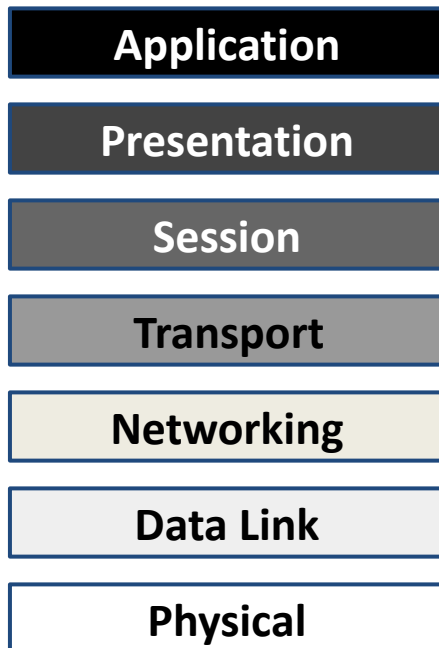 Application
Presentation
Session
Transport
Networking
Data Link
Physical